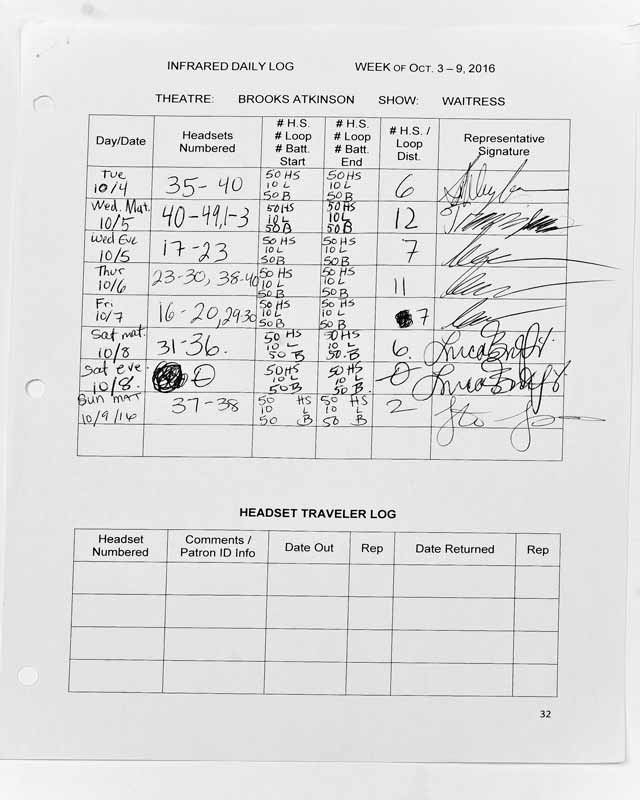 INFRARED DAILY LOG WEEK OF OCT. 3 – 9, 2016
THEATRE: BROOKS ATKINSON SHOW: WAITRESS
Day/Date Headsets Numbered # H.S. # Loop # Batt. Start # H.S. # Loop # Batt. End # H.S. / Loop Dist. Representative Signature
Tue 10/4 35-40 50 HS 10 L 50 B 50 HS 10 L 50 B 6
Wed. Mat. 10/5 40-49,1-3 50 HS 10 L 50 B 50 HS 10 L 50 B 12
Wed Eve 10/5 17-23 50 HS 10 L 50 B 50 HS 10 L 50 B 7
Thur 10/6 23-30, 38-40 50 HS 10 L 50 B 50 HS 10 L 50 B 11
Fri 10/7 16-20,29-30 50 HS 10 L 50 B 50 HS 10 L 50 B 7
Sat mat. 10/8 31-36. 50 HS 10 L 50 B 50 HS 10 L 50 B 6.
Sat eve. 10/8. 0 50 HS 10 L 50 B 50 HS 10 L 50 B. 0
Sun mat 10/9/16 37-38 50 HS 10 L 50 B 50 HS 10 L 50 B 2
HEADSET TRAVELER LOG
Headset Numbered Comments / Patron ID Info Date Out Rep Date Returned Rep
32